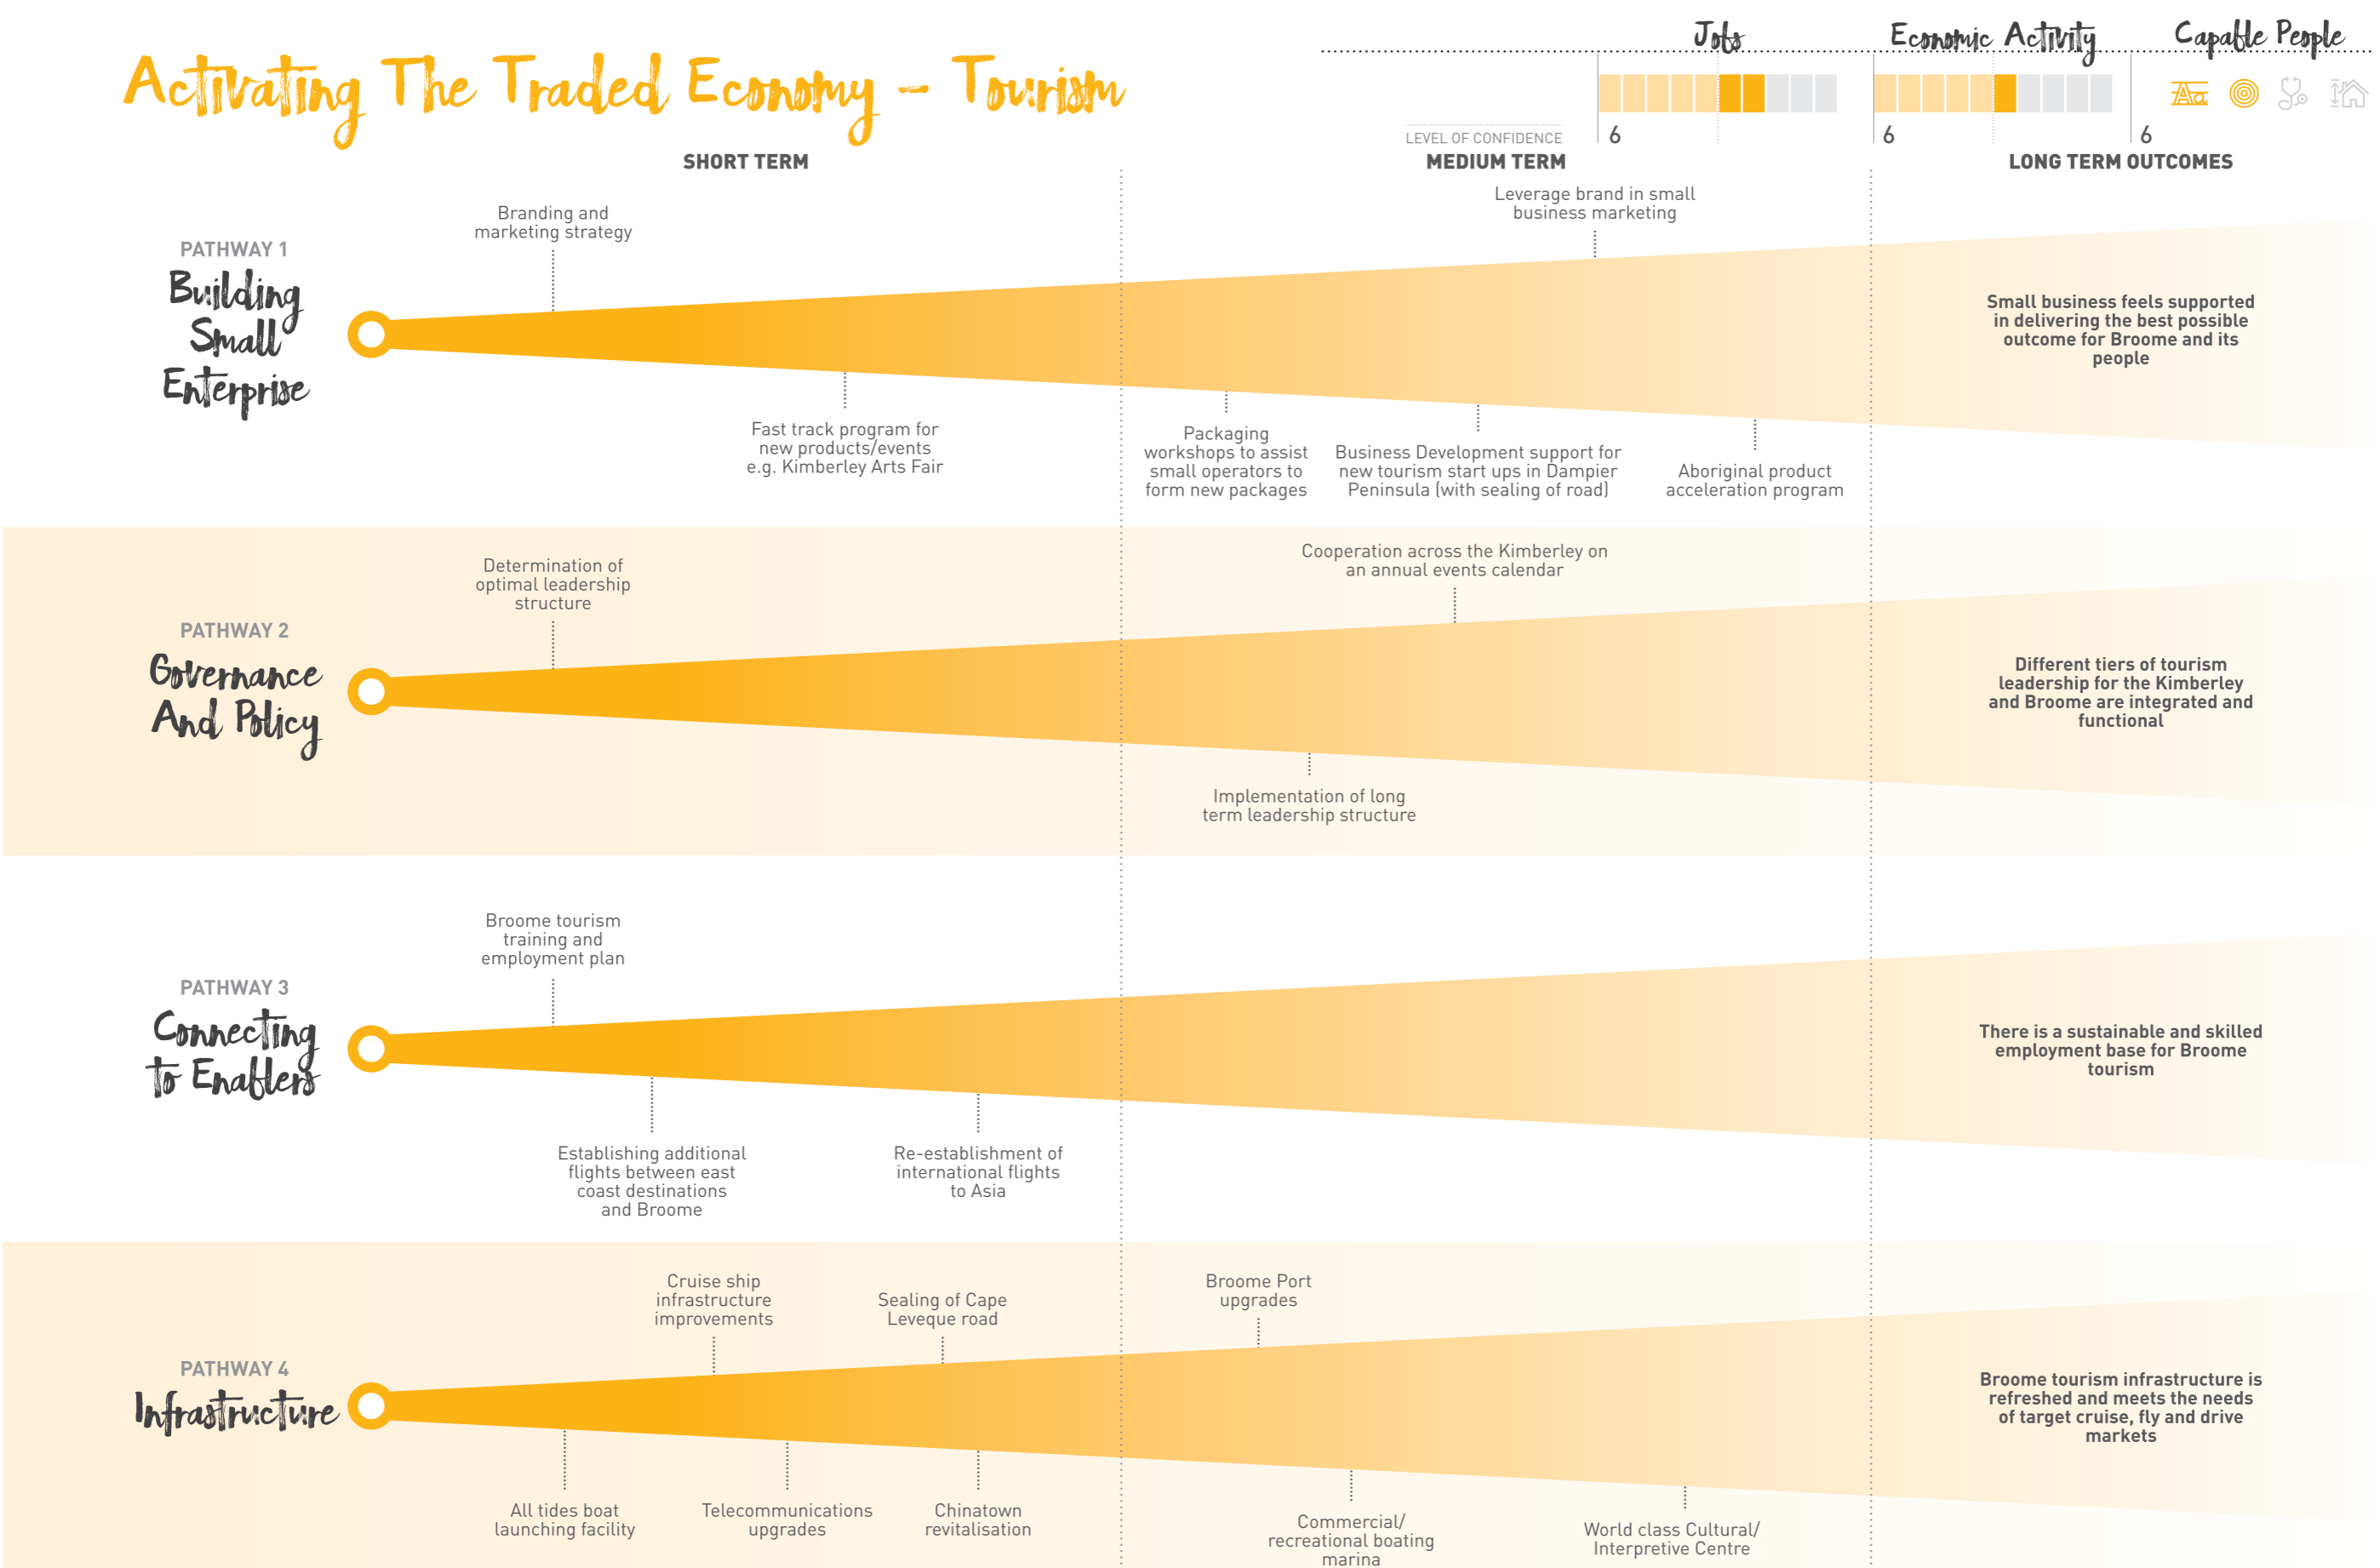 Activating The Traded Economy – Tourism
Jobs
Economic Activity
Capable People
Aa
LEVEL OF CONFIDENCE
6
6
6
SHORT TERM
MEDIUM TERM
LONG TERM OUTCOMES
PATHWAY 1
Building
Small
Enterprise
Branding and
marketing strategy
Leverage brand in small
business marketing
Fast track program for
new products/events
e.g. Kimberley Arts Fair
Packaging
workshops to assist
small operators to
form new packages
Business Development support for
new tourism start ups in Dampier
Peninsula (with sealing of road)
Aboriginal product
acceleration program
Small business feels supported
in delivering the best possible
outcome for Broome and its
people
PATHWAY 2
Governance
And Policy
Determination of
optimal leadership
structure
Cooperation across the Kimberley on
an annual events calendar
Implementation of long
term leadership structure
Different tiers of tourism
leadership for the Kimberley
and Broome are integrated and
functional
PATHWAY 3
Connecting
to Enablers
Broome tourism
training and
employment plan
Establishing additional
flights between east
coast destinations
and Broome
Re-establishment of
international flights
to Asia
There is a sustainable and skilled
employment base for Broome
tourism
PATHWAY 4
Infrastructure
Cruise ship
infrastructure
improvements
Sealing of Cape
Leveque road
Broome Port
upgrades
All tides boat
launching facility
Telecommunications
upgrades
Chinatown
revitalisation
Commercial/
recreational boating
marina
World class Cultural/
Interpretive Centre
Broome tourism infrastructure is
refreshed and meets the needs
of target cruise, fly and drive
markets